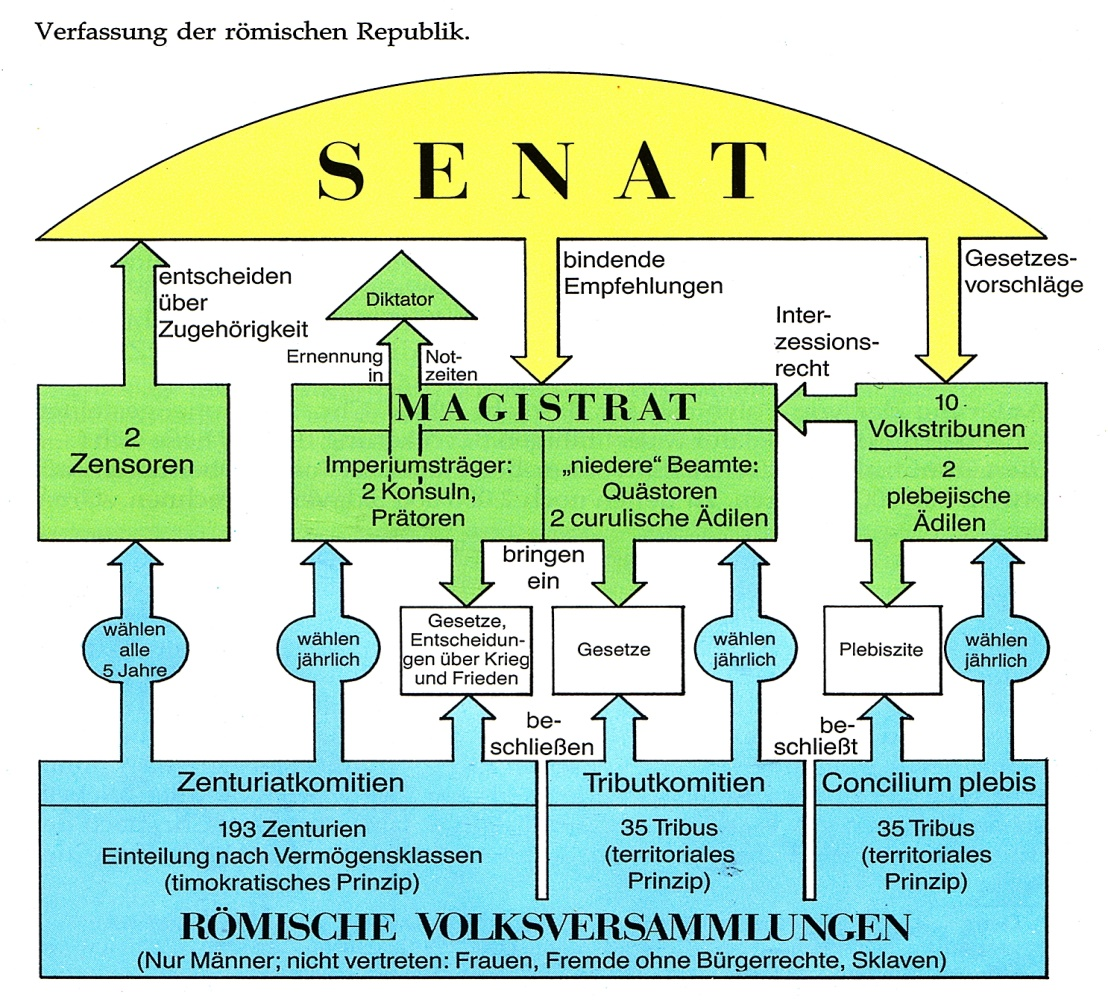 Verfassung der römischen Republik.
SENAT
entscheiden
über
Zugehörigkeit
Diktator
bindende
Empfehlungen
Gesetzes-
vorschläge
Ernennung
in
Not-
zeiten
Inter-
zessions-
recht
2
Zensoren
MAGISTRAT
Imperiumsträger:
2 Konsuln,
Prätoren
„niedere“ Beamte:
Quästoren
2 curulische Ädilen
10
Volkstribunen
2
plebejische
Ädilen
bringen
ein
wählen
alle
5 Jahre
wählen
jährlich
Gesetze,
Entscheidun-
gen über Krieg
und Frieden
Gesetze
wählen
jährlich
Plebiszite
wählen
jährlich
be-
schließen
be-
schließt
Zenturiatkomitien
193 Zenturien
Einteilung nach Vermögensklassen
(timokratisches Prinzip)
Tributkomitien
35 Tribus
(territoriales
Prinzip)
Concilium plebis
35 Tribus
(territoriales
Prinzip)
RÖMISCHE VOLKSVERSAMMLUNGEN
(Nur Männer; nicht vertreten: Frauen, Fremde ohne Bürgerrechte, Sklaven)